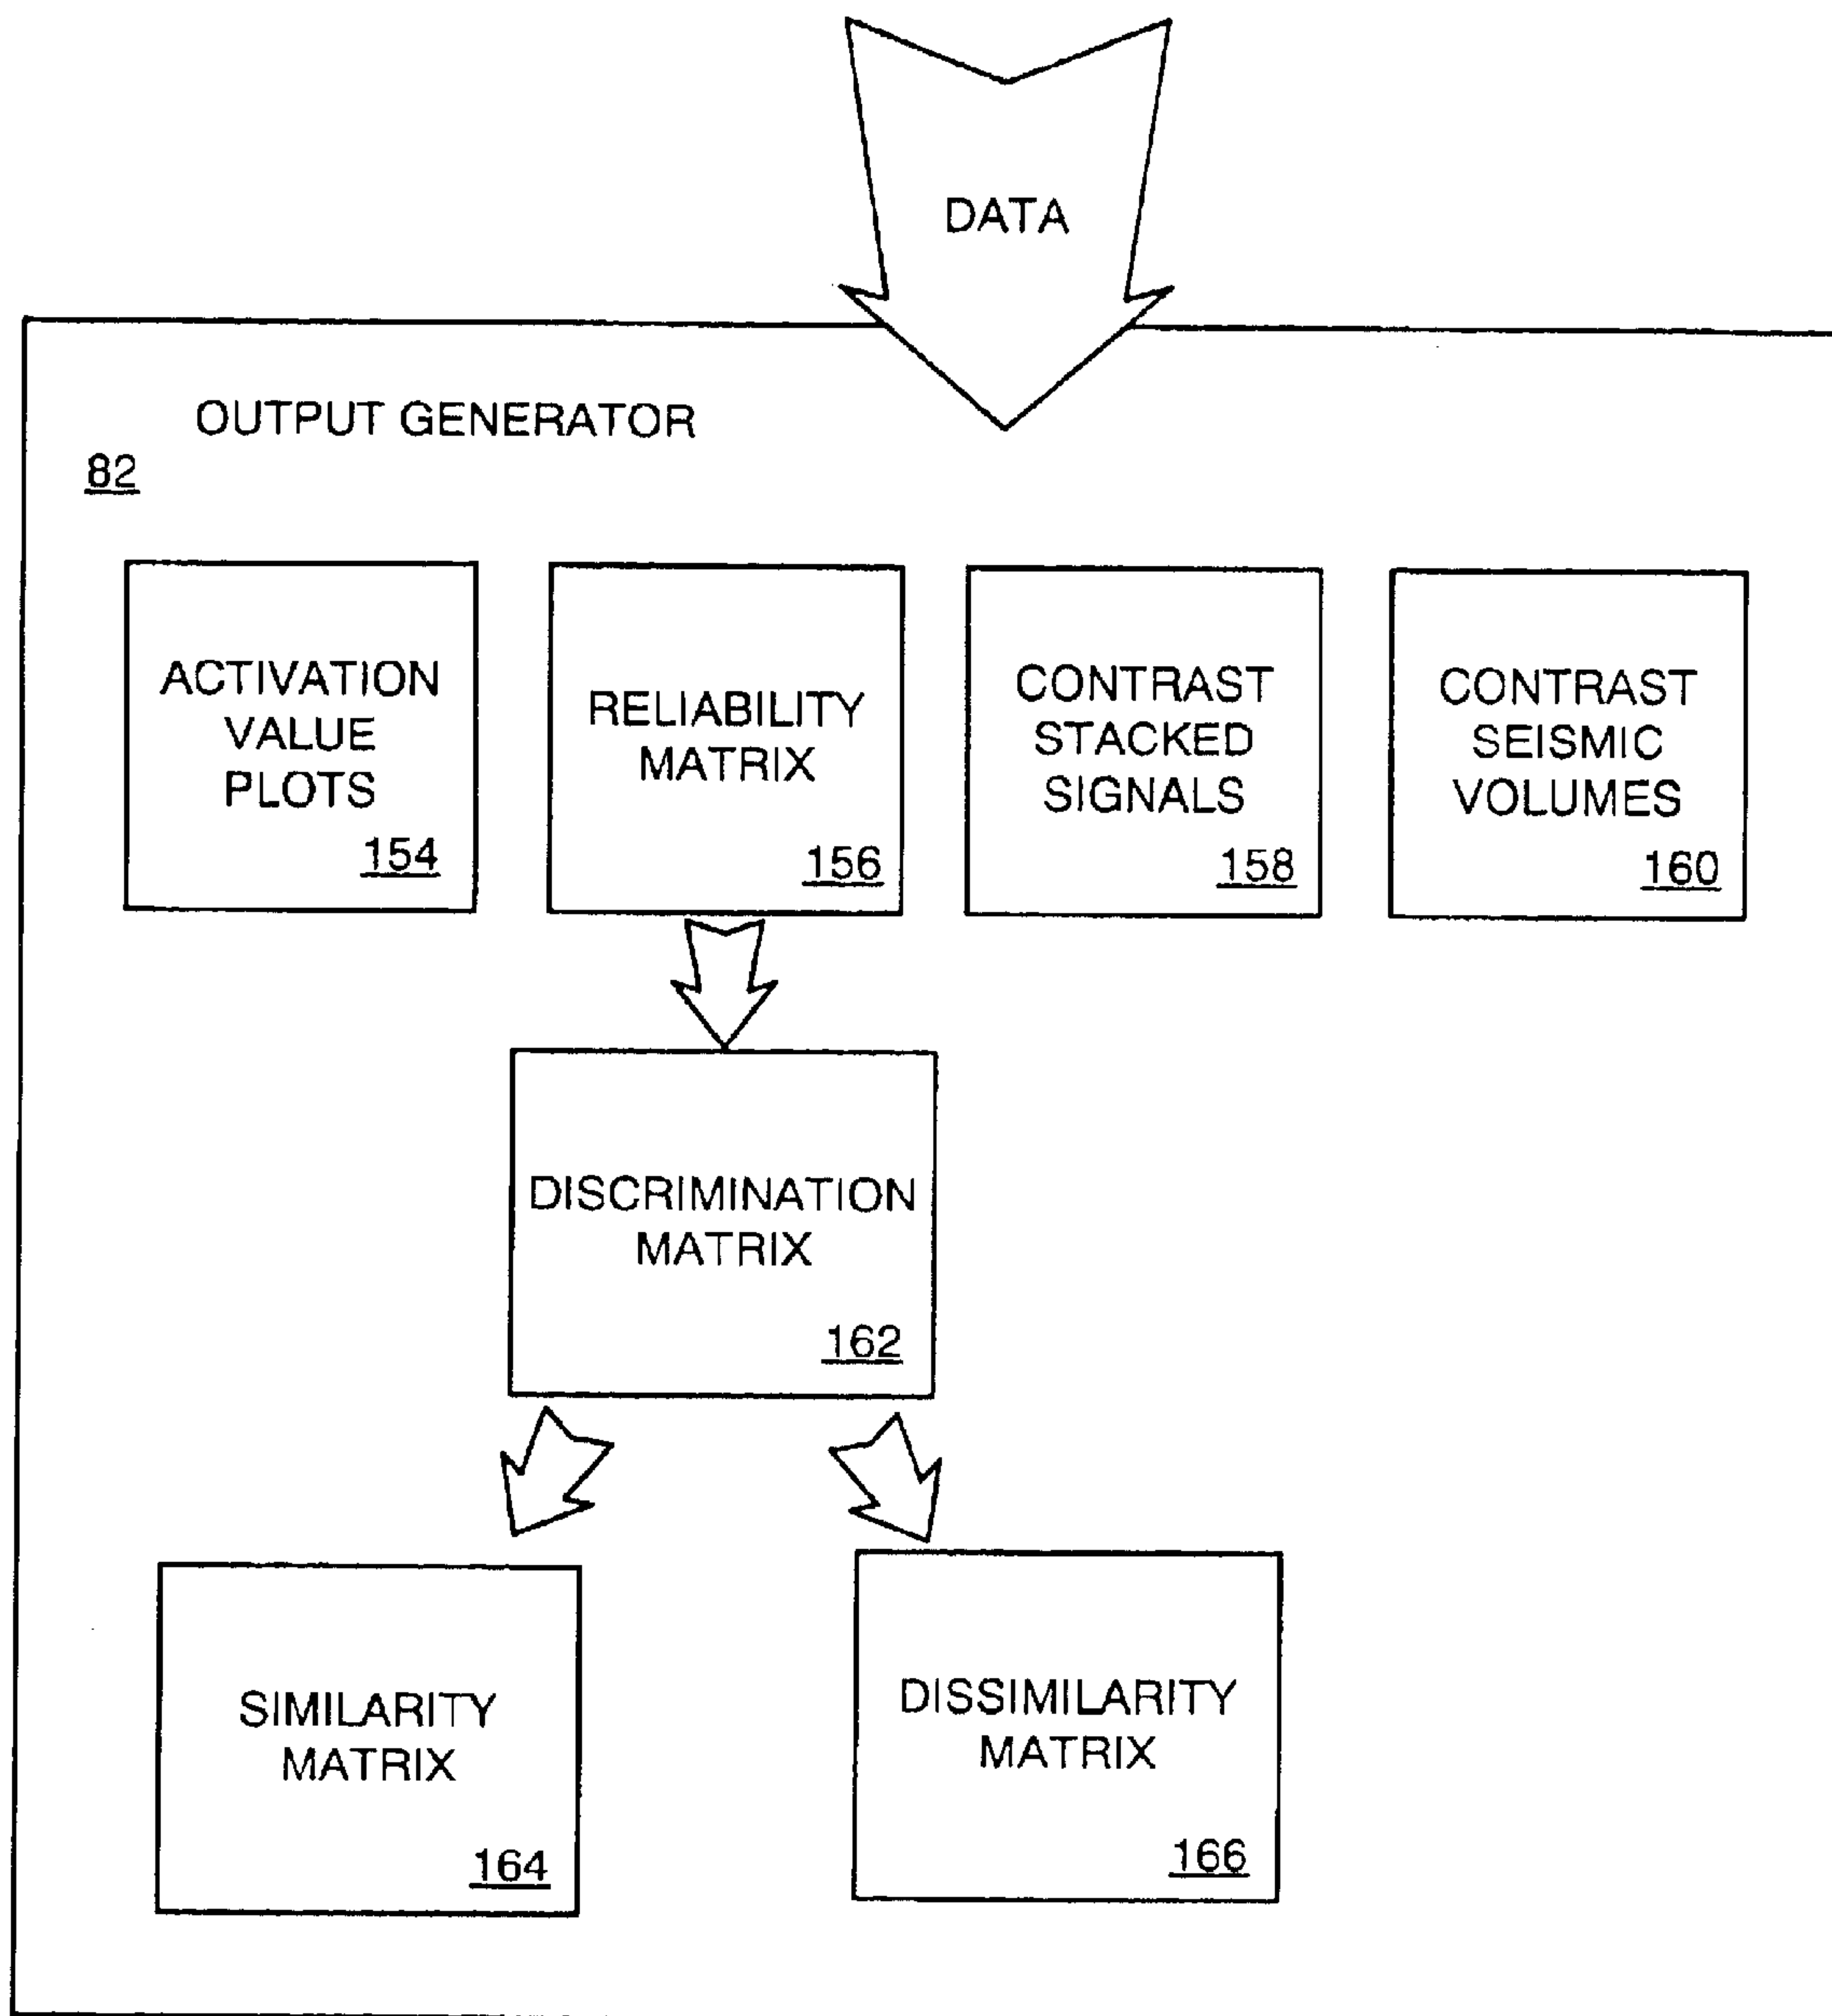 DATA
OUTPUT GENERATOR
82
ACTIVATION
VALUE
PLOTS
154
RELIABILITY
MATRIX
156
CONTRAST
STACKED
SIGNALS
158
CONTRAST
SEISMIC
VOLUMES
160
DISCRIMINATION
MATRIX
162
SIMILARITY
MATRIX
164
DISSIMILARITY
MATRIX
166